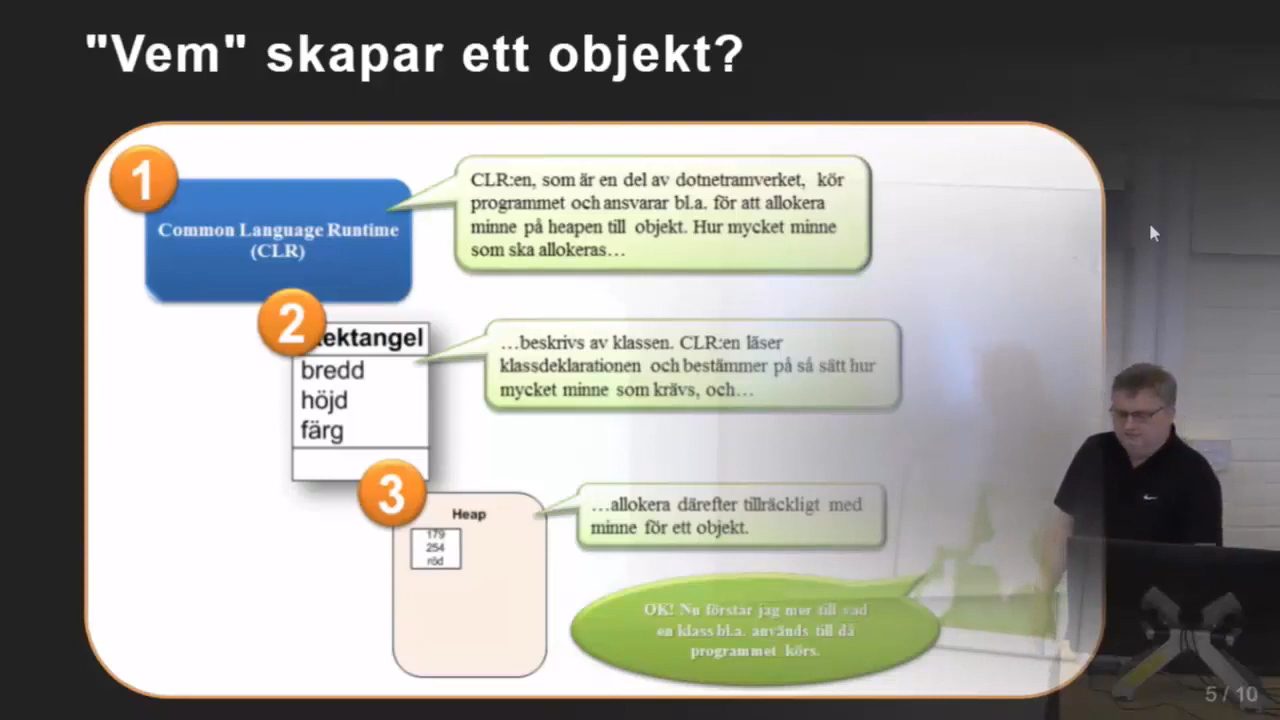 "Vem" skapar ett objekt?
1
Common Language Runtime
(CLR)
CLR:en, som är en del av dotnetramverket, kör
programmet och ansvarar bl.a. för att allokera
minne på heapen till objekt. Hur mycket minne
som ska allokeras…
2
ektangel
bredd
höjd
färg
…beskrivs av klassen. CLR:en läser
klassdeklarationen och bestämmer på så sätt hur
mycket minne som krävs, och…
3
Heap
179
254
röd
…allokera därefter tillräckligt med
minne för ett objekt.
OK! Nu förstår jag mer till vad
en klass bl.a. används till då
programmet körs.
5 / 10